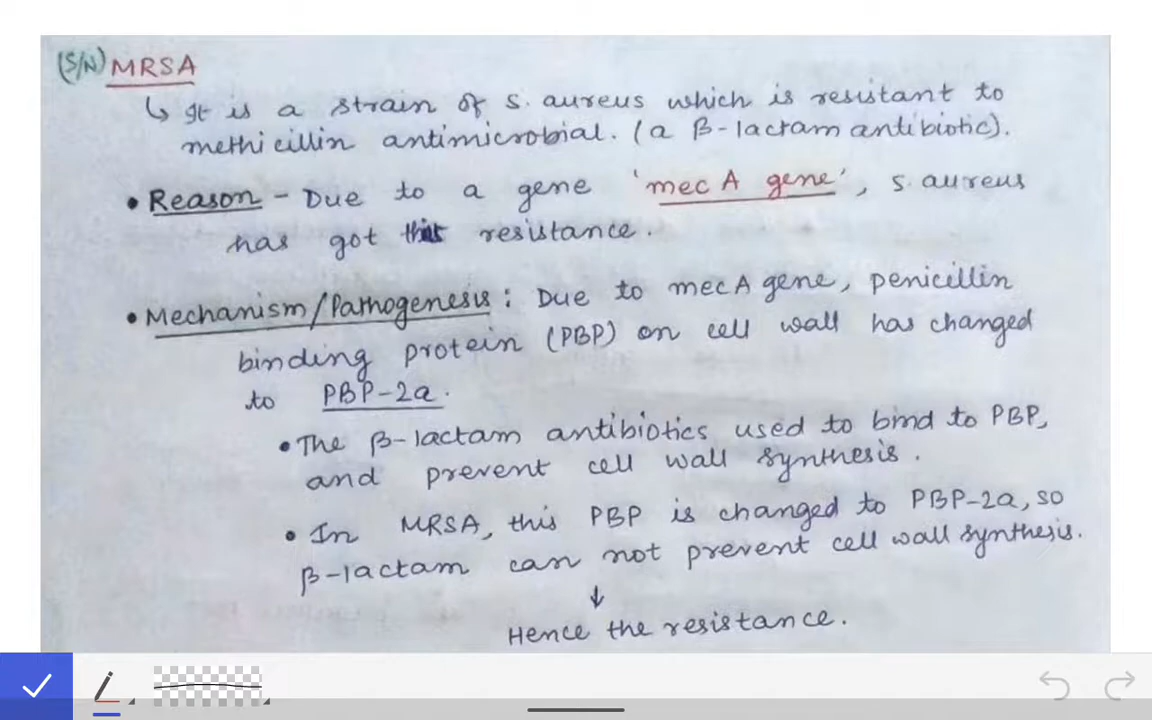 (S/N) MRSA
↳ It is a strain of S. aureus which is resistant to
methicillin antimicrobial. (a β-lactam antibiotic).
• Reason - Due to a gene 'mec A gene', S. aureus
has got this resistance.
• Mechanism/Pathogenesis: Due to mecA gene, penicillin
binding protein (PBP) on cell wall has changed
to PBP-2a.
• The β-lactam antibiotics used to bind to PBP,
and prevent cell wall synthesis.
• In MRSA, this PBP is changed to PBP-2a, so
β-lactam can not prevent cell wall synthesis.
↓
Hence the resistance.